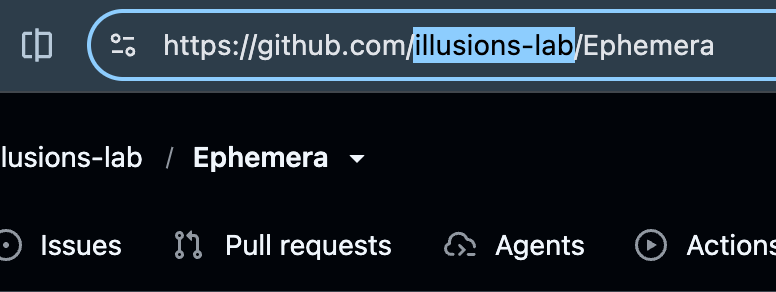 https://github.com/illusions-lab/Ephemera
lusions-lab / Ephemera
Issues Pull requests Agents Actions